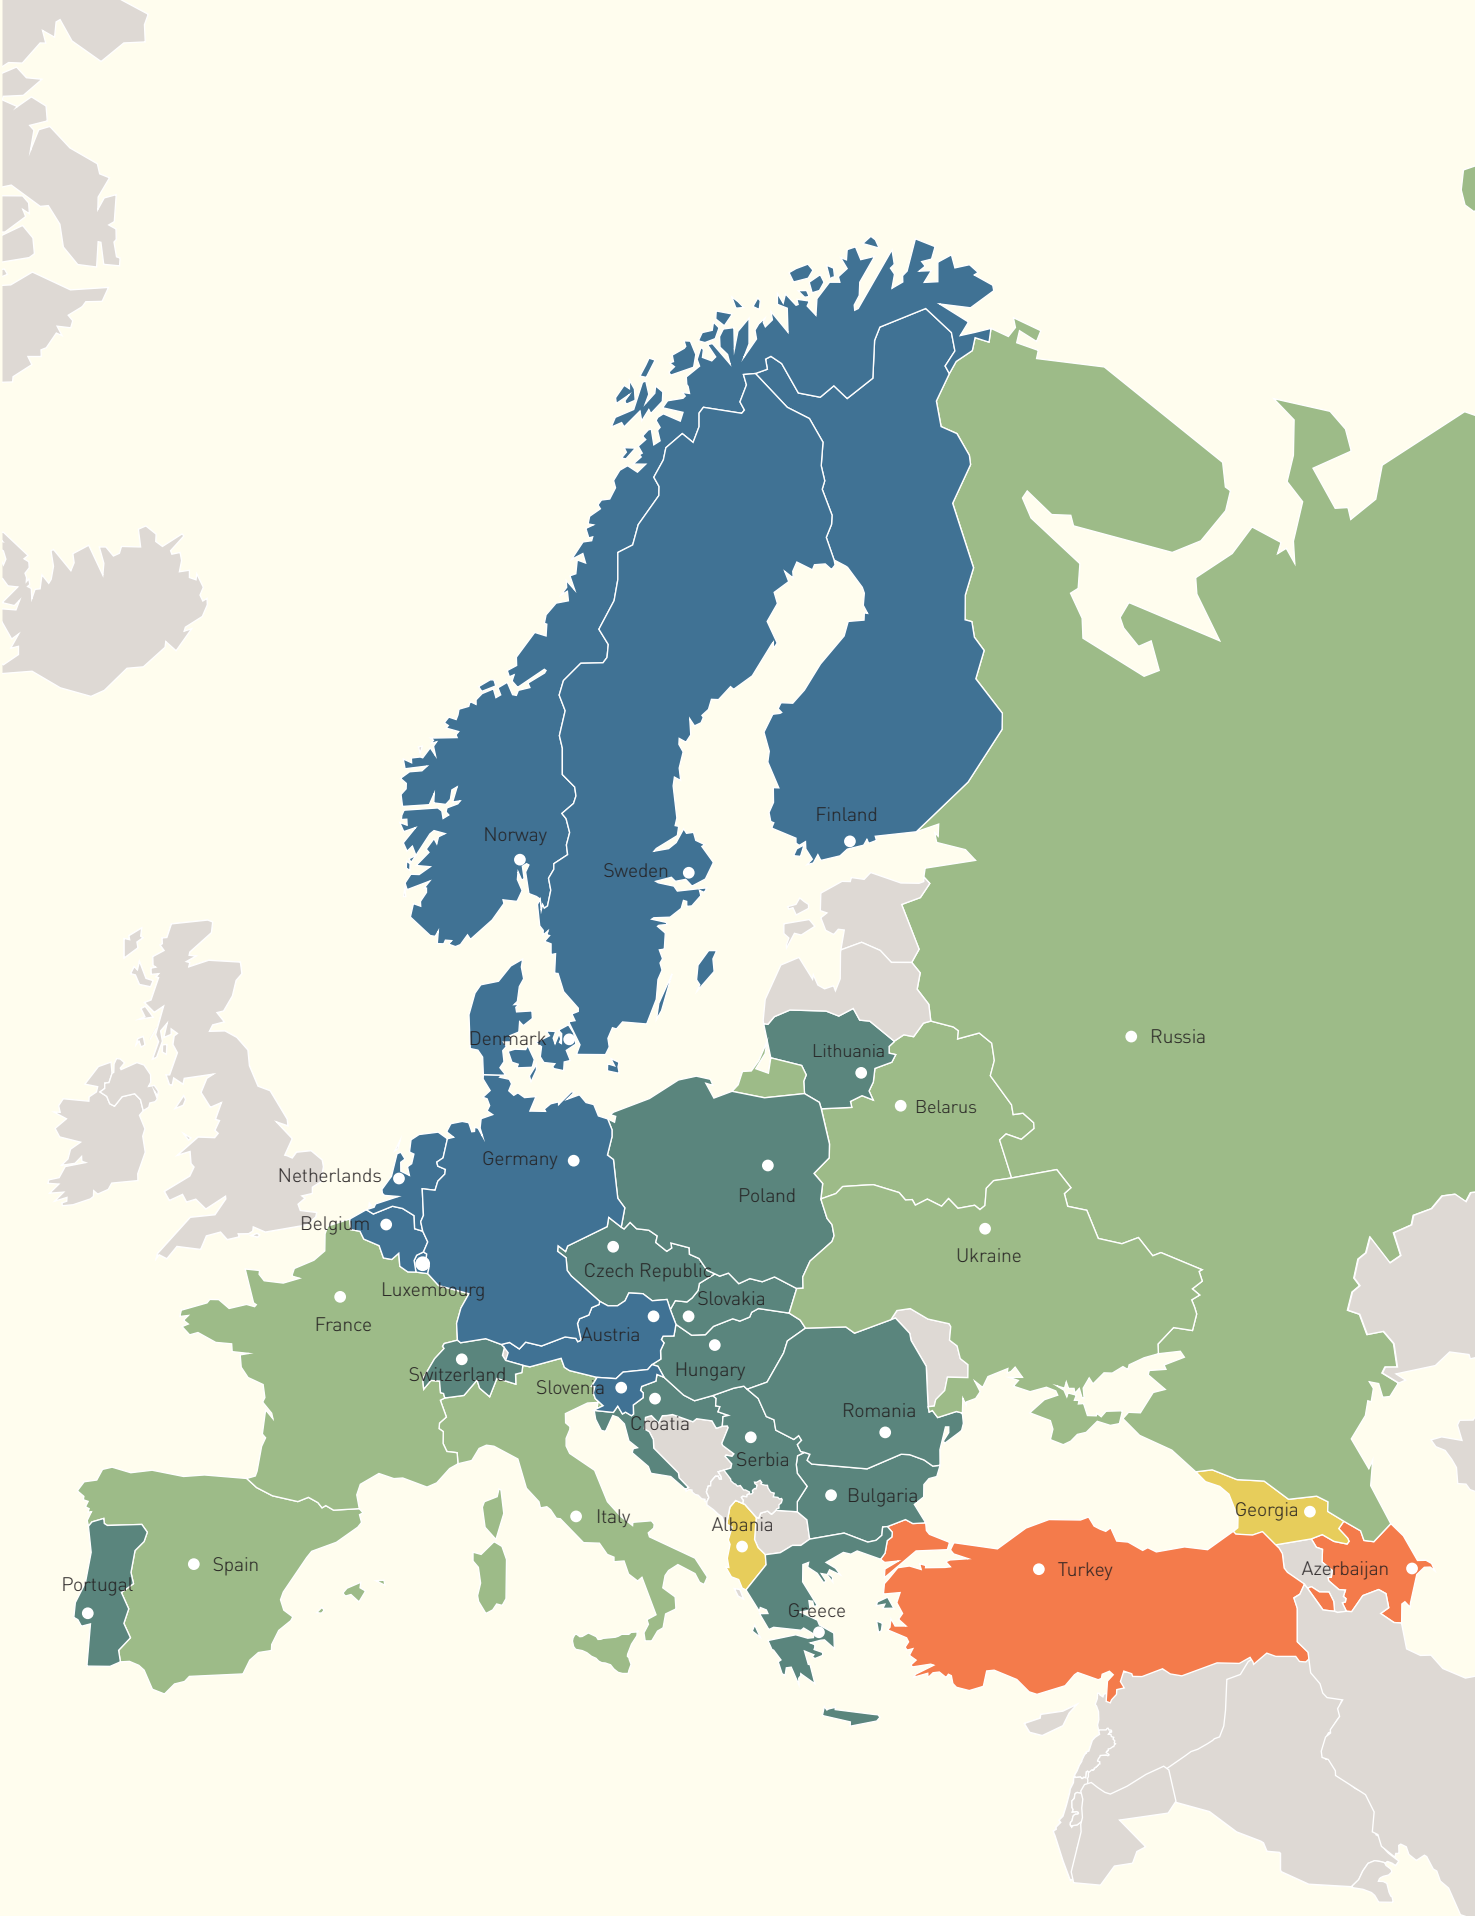 Finland
Norway
Sweden
Russia
Denmark
Lithuania
Belarus
Germany
Netherlands
Poland
Belgium
Ukraine
Czech Republic
Luxembourg
Slovakia
France
Austria
Hungary
Switzerland
Slovenia
Romania
Croatia
Serbia
Bulgaria
Georgia
Italy
Albania
Spain
Turkey
Azerbaijan
Portugal
Greece